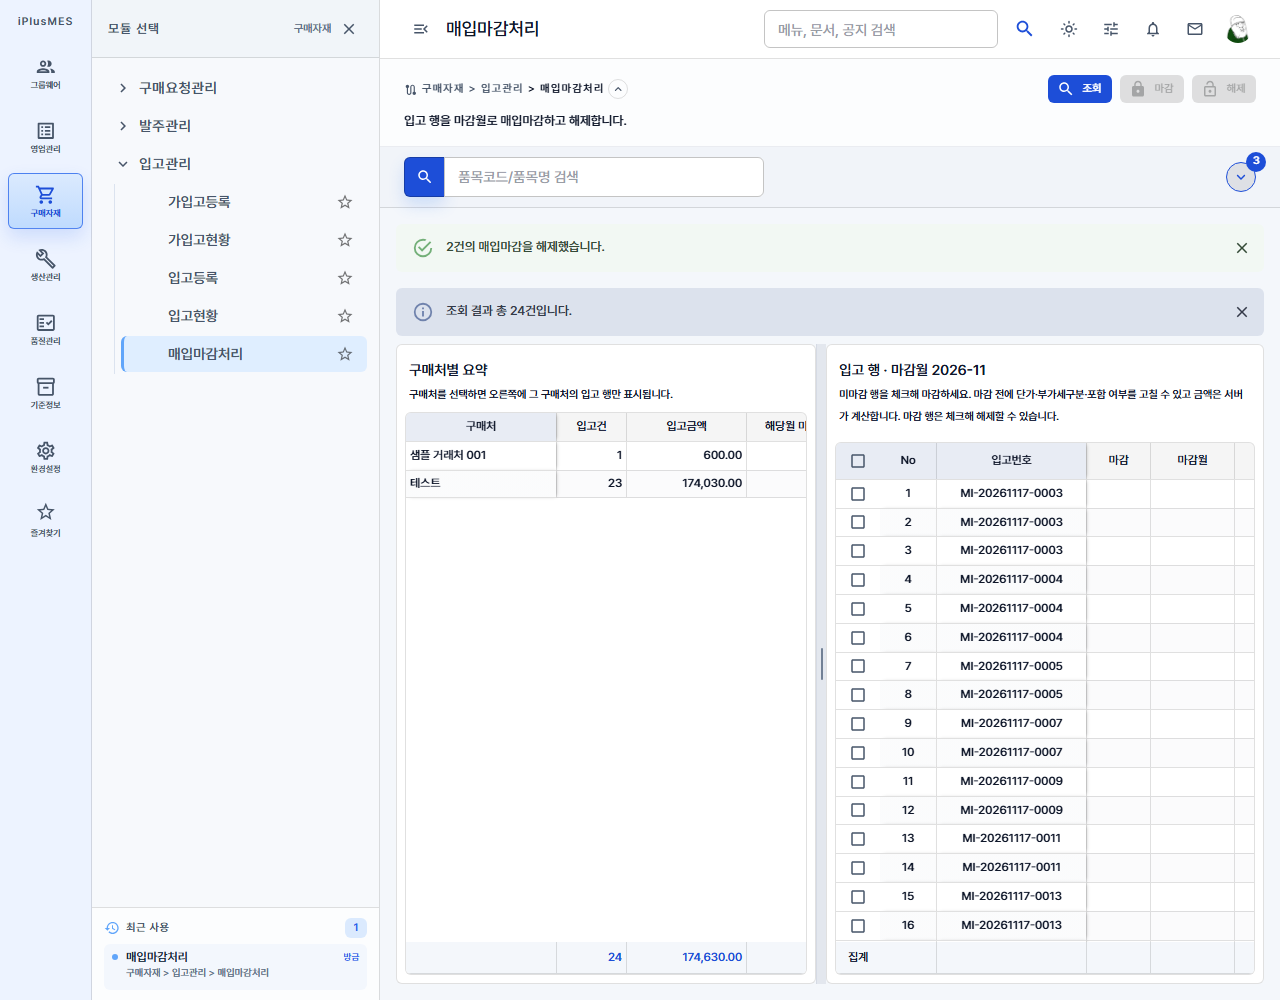 iPlusMES
그룹웨어
영업관리
구매자재
생산관리
품질관리
기준정보
환경설정
즐겨찾기
모듈 선택
구매자재
구매요청관리
발주관리
입고관리
가입고등록
가입고현황
입고등록
입고현황
매입마감처리
최근 사용
1
매입마감처리
방금
구매자재 > 입고관리 > 매입마감처리
매입마감처리
메뉴, 문서, 공지 검색
구매자재 > 입고관리 > 매입마감처리
조회
마감
해제
입고 행을 마감월로 매입마감하고 해제합니다.
품목코드/품목명 검색
3
2건의 매입마감을 해제했습니다.
조회 결과 총 24건입니다.
구매처별 요약
구매처를 선택하면 오른쪽에 그 구매처의 입고 행만 표시됩니다.
구매처 입고건 입고금액 해당월 마
샘플 거래처 001 1 600.00
테스트 23 174,030.00
24 174,630.00
입고 행 · 마감월 2026-11
미마감 행을 체크해 마감하세요. 마감 전에 단가·부가세구분·포함 여부를 고칠 수 있고 금액은 서버
가 계산합니다. 마감 행은 체크해 해제할 수 있습니다.
No 입고번호 마감 마감월
1 MI-20261117-0003
2 MI-20261117-0003
3 MI-20261117-0003
4 MI-20261117-0004
5 MI-20261117-0004
6 MI-20261117-0004
7 MI-20261117-0005
8 MI-20261117-0005
9 MI-20261117-0007
10 MI-20261117-0007
11 MI-20261117-0009
12 MI-20261117-0009
13 MI-20261117-0011
14 MI-20261117-0011
15 MI-20261117-0013
16 MI-20261117-0013
집계